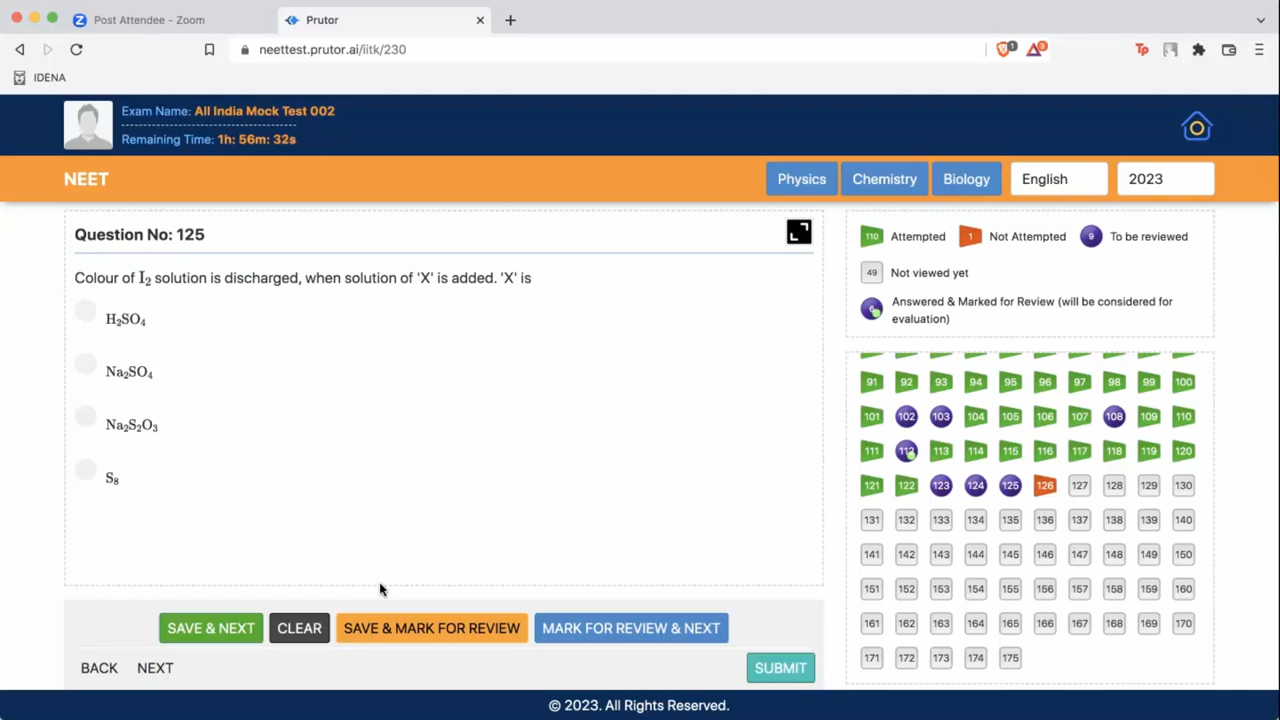 Post Attendee - Zoom
Prutor
neettest.prutor.ai/iitk/230
1
3
Tp
IDENA
Exam Name: All India Mock Test 002
Remaining Time: 1h: 56m: 32s
NEET
Physics
Chemistry
Biology
English
2023
Question No: 125
Colour of I₂ solution is discharged, when solution of 'X' is added. 'X' is
H₂SO₄
Na₂SO₄
Na₂S₂O₃
S₈
SAVE & NEXT
CLEAR
SAVE & MARK FOR REVIEW
MARK FOR REVIEW & NEXT
BACK
NEXT
SUBMIT
110 Attempted
1 Not Attempted
9 To be reviewed
49 Not viewed yet
Answered & Marked for Review (will be considered for
evaluation)
91 92 93 94 95 96 97 98 99 100
101 102 103 104 105 106 107 108 109 110
111 112 113 114 115 116 117 118 119 120
121 122 123 124 125 126 127 128 129 130
131 132 133 134 135 136 137 138 139 140
141 142 143 144 145 146 147 148 149 150
151 152 153 154 155 156 157 158 159 160
161 162 163 164 165 166 167 168 169 170
171 172 173 174 175
© 2023. All Rights Reserved.